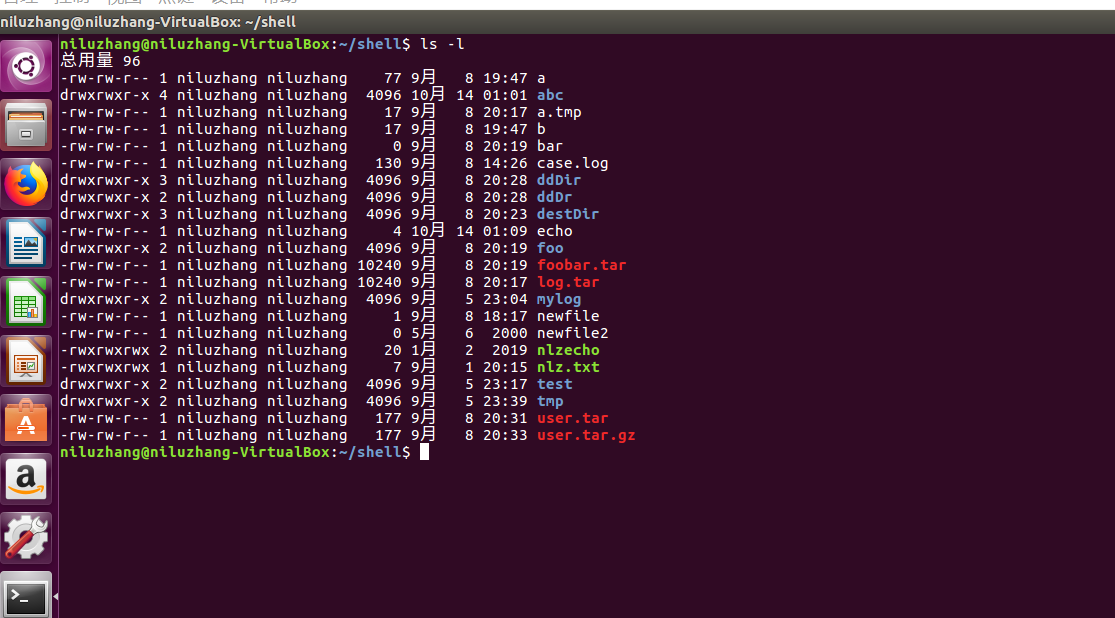 niluzhang@niluzhang-VirtualBox: ~/shell
niluzhang@niluzhang-VirtualBox:~/shell$ ls -l
总用量 96
-rw-rw-r-- 1 niluzhang niluzhang    77 9月   8 19:47 a
drwxrwxr-x 4 niluzhang niluzhang  4096 10月 14 01:01 abc
-rw-rw-r-- 1 niluzhang niluzhang    17 9月   8 20:17 a.tmp
-rw-rw-r-- 1 niluzhang niluzhang    17 9月   8 19:47 b
-rw-rw-r-- 1 niluzhang niluzhang     0 9月   8 20:19 bar
-rw-rw-r-- 1 niluzhang niluzhang   130 9月   8 14:26 case.log
drwxrwxr-x 3 niluzhang niluzhang  4096 9月   8 20:28 ddDir
drwxrwxr-x 2 niluzhang niluzhang  4096 9月   8 20:28 ddDr
drwxrwxr-x 3 niluzhang niluzhang  4096 9月   8 20:23 destDir
-rw-rw-r-- 1 niluzhang niluzhang     4 10月 14 01:09 echo
drwxrwxr-x 2 niluzhang niluzhang  4096 9月   8 20:19 foo
-rw-rw-r-- 1 niluzhang niluzhang 10240 9月   8 20:19 foobar.tar
-rw-rw-r-- 1 niluzhang niluzhang 10240 9月   8 20:17 log.tar
drwxrwxr-x 2 niluzhang niluzhang  4096 9月   5 23:04 mylog
-rw-rw-r-- 1 niluzhang niluzhang     1 9月   8 18:17 newfile
-rw-rw-r-- 1 niluzhang niluzhang     0 5月   6  2000 newfile2
-rwxrwxrwx 2 niluzhang niluzhang    20 1月   2  2019 nlzecho
-rwxrwxrwx 1 niluzhang niluzhang     7 9月   1 20:15 nlz.txt
drwxrwxr-x 2 niluzhang niluzhang  4096 9月   5 23:17 test
drwxrwxr-x 2 niluzhang niluzhang  4096 9月   5 23:39 tmp
-rw-rw-r-- 1 niluzhang niluzhang   177 9月   8 20:31 user.tar
-rw-rw-r-- 1 niluzhang niluzhang   177 9月   8 20:33 user.tar.gz
niluzhang@niluzhang-VirtualBox:~/shell$